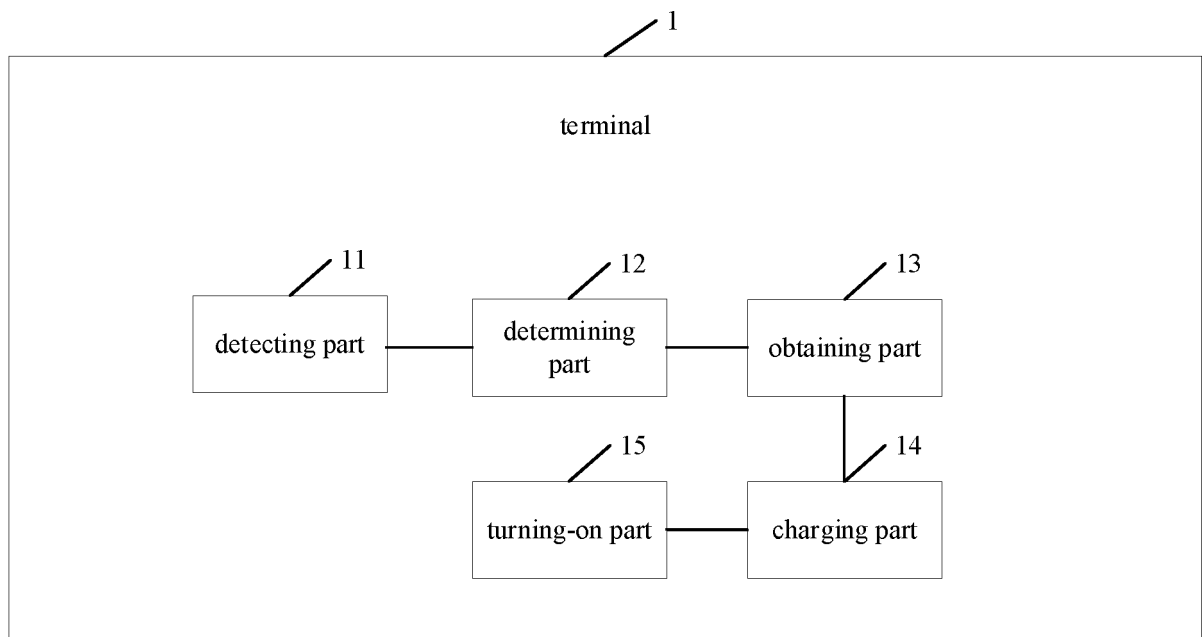 1
terminal
11
12
13
detecting part
determining
part
obtaining part
15
14
turning-on part
charging part